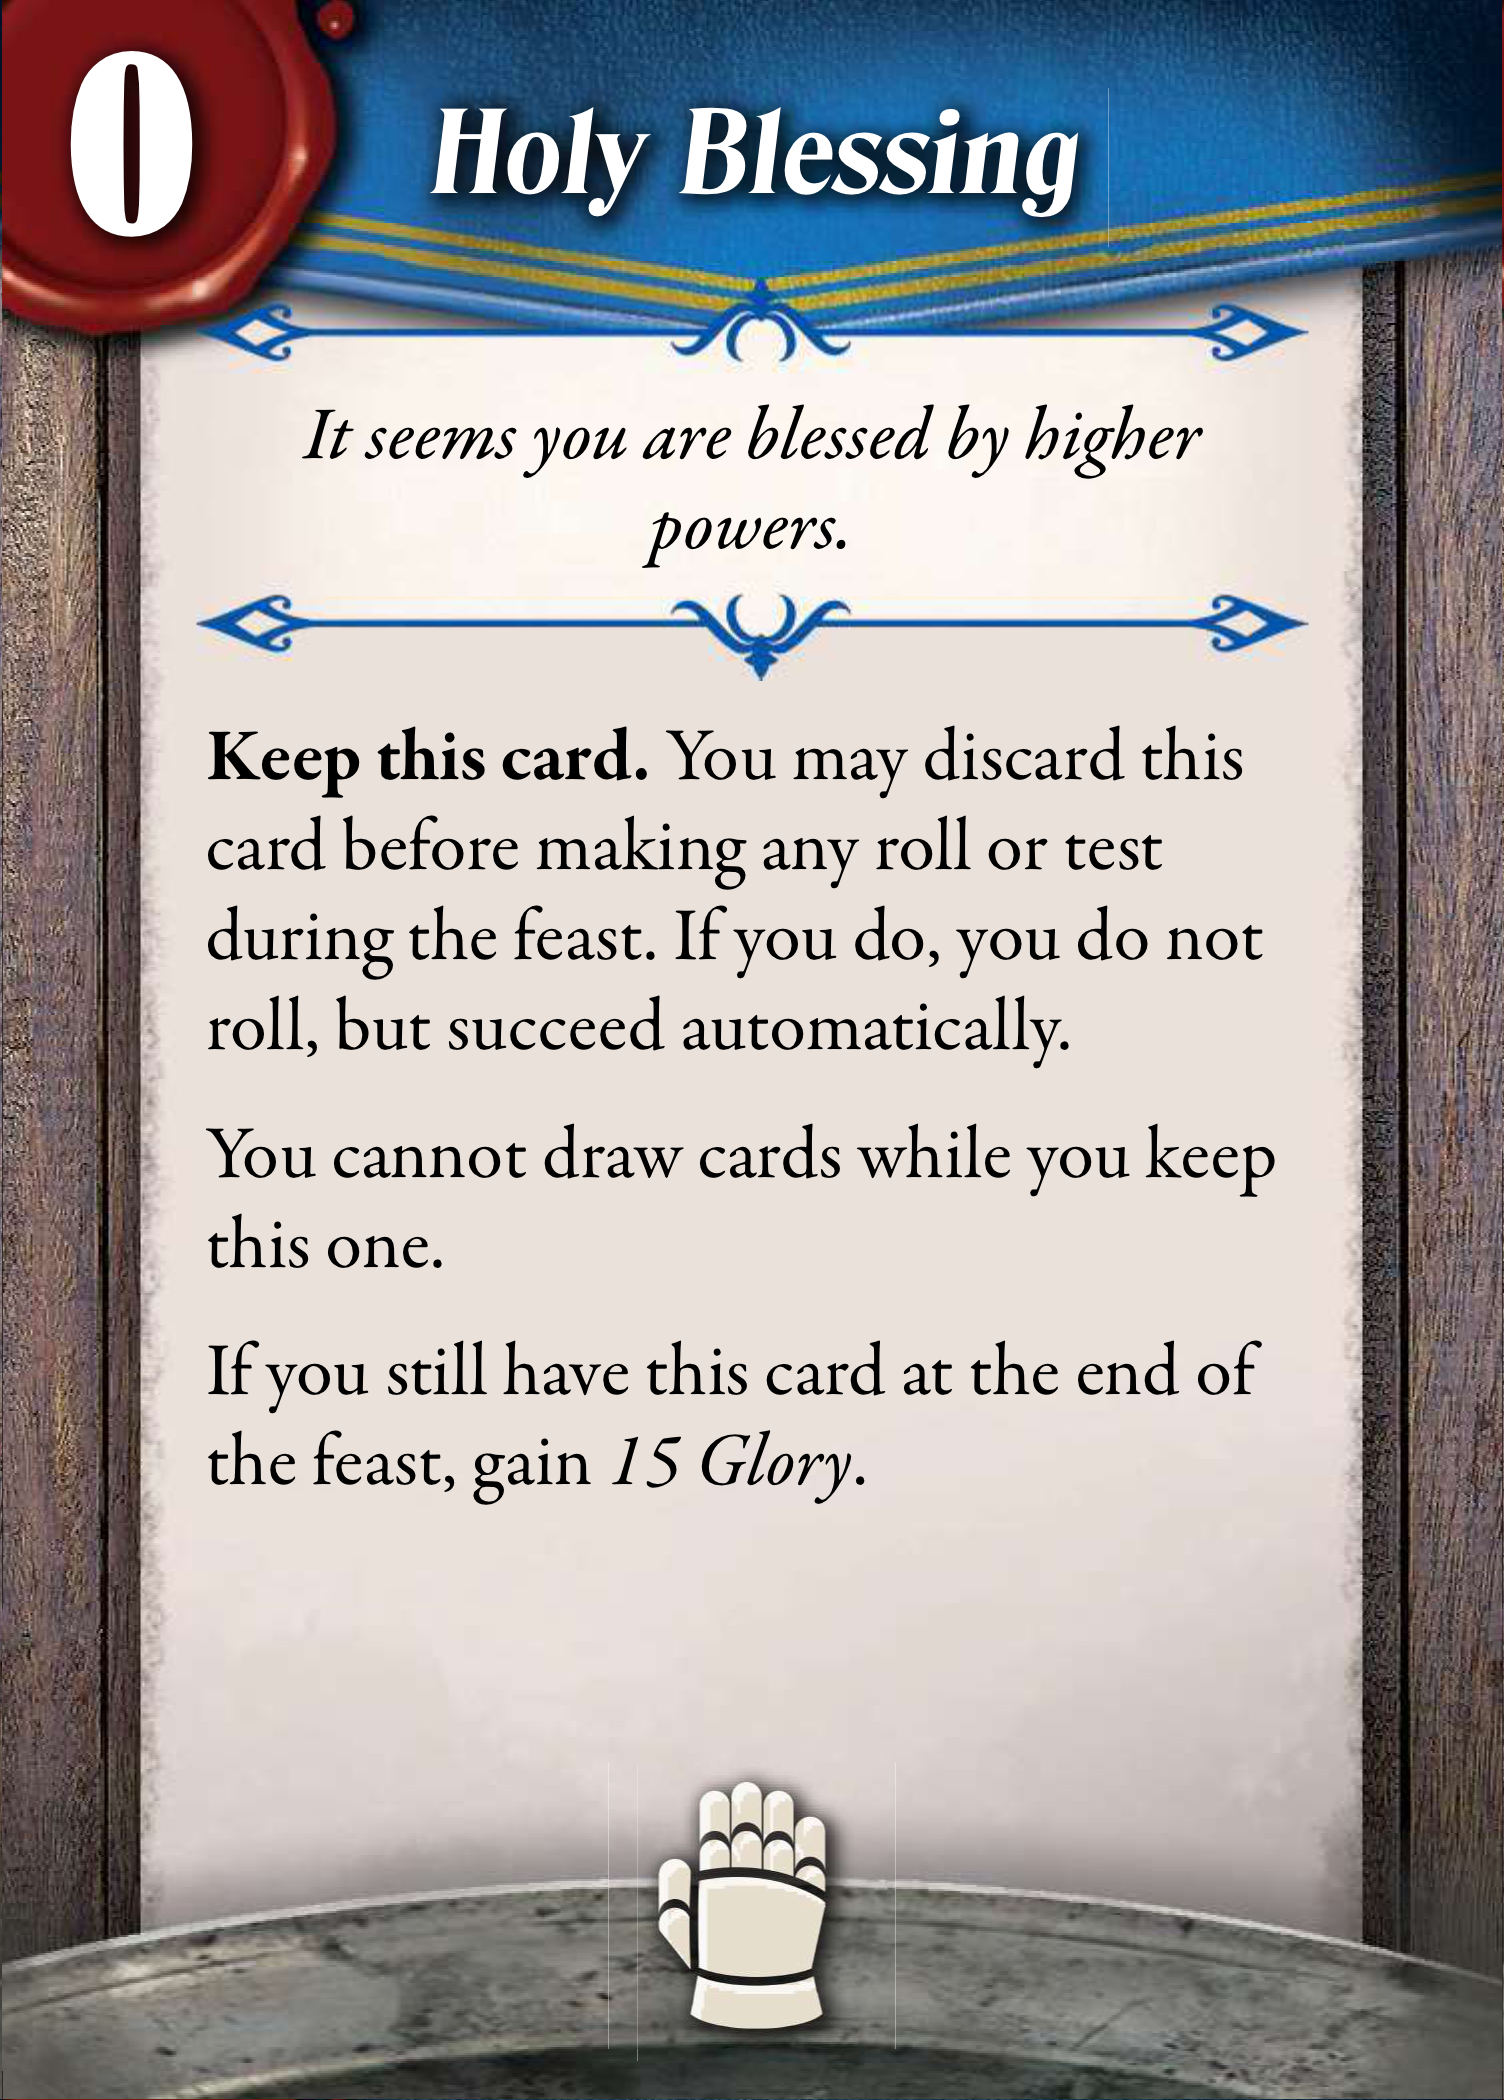 0
Holy Blessing
It seems you are blessed by higher
powers.
Keep this card. You may discard this
card before making any roll or test
during the feast. If you do, you do not
roll, but succeed automatically.
You cannot draw cards while you keep
this one.
If you still have this card at the end of
the feast, gain 15 Glory.